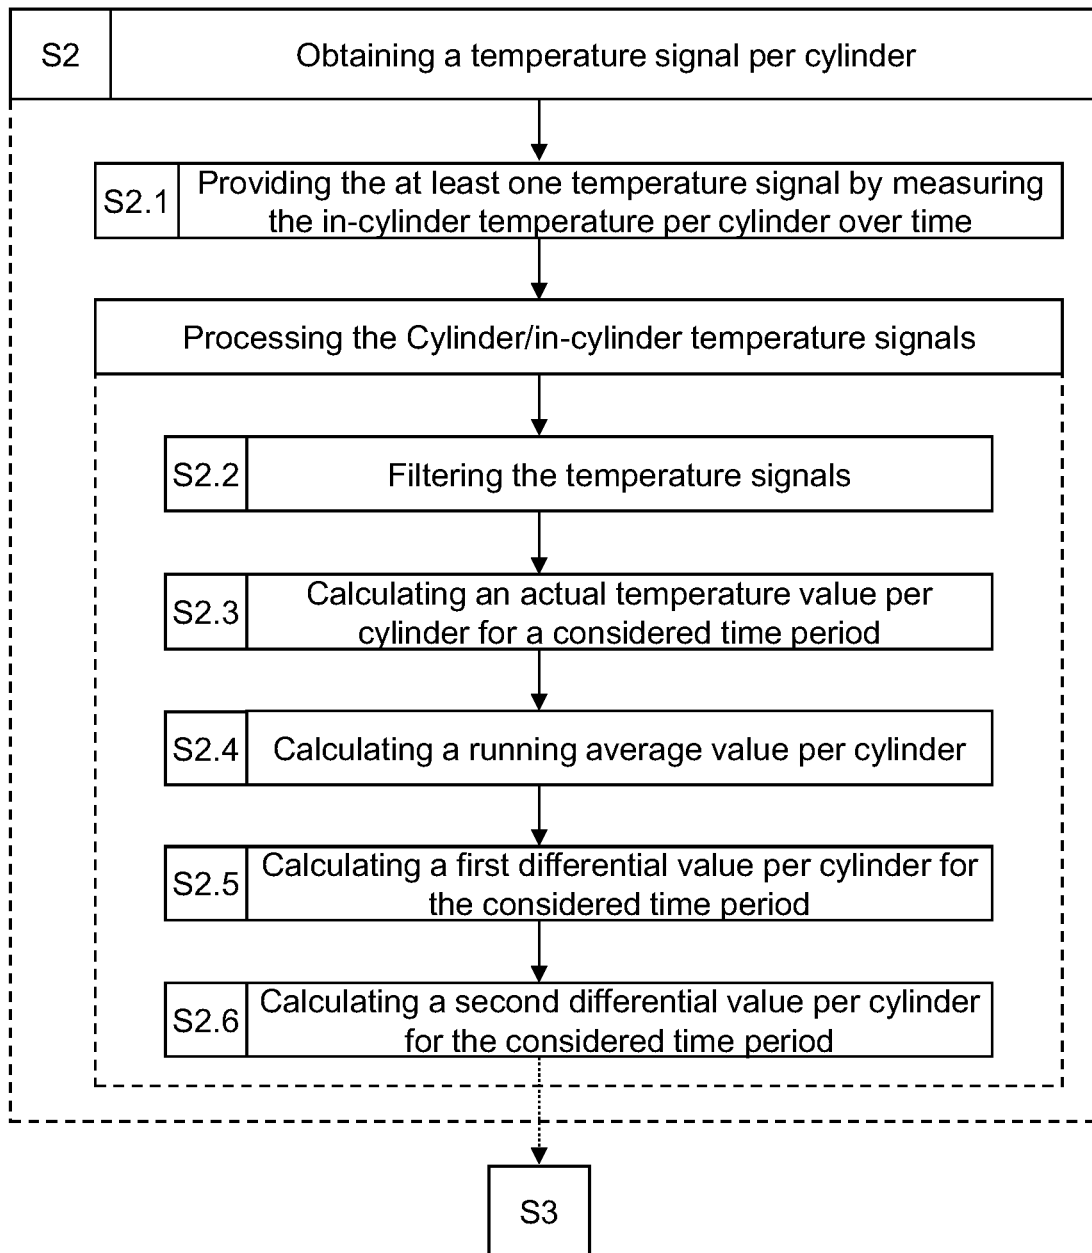 S2
Obtaining a temperature signal per cylinder
S2.1
Providing the at least one temperature signal by measuring
the in-cylinder temperature per cylinder over time
Processing the Cylinder/in-cylinder temperature signals
S2.2
Filtering the temperature signals
S2.3
Calculating an actual temperature value per
cylinder for a considered time period
S2.4
Calculating a running average value per cylinder
S2.5
Calculating a first differential value per cylinder for
the considered time period
S2.6
Calculating a second differential value per cylinder
for the considered time period
S3